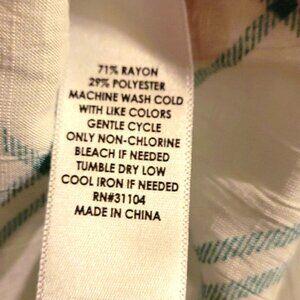 71% RAYON
29% POLYESTER
MACHINE WASH COLD
WITH LIKE COLORS
GENTLE CYCLE
ONLY NON-CHLORINE
BLEACH IF NEEDED
TUMBLE DRY LOW
COOL IRON IF NEEDED
RN#31104
MADE IN CHINA